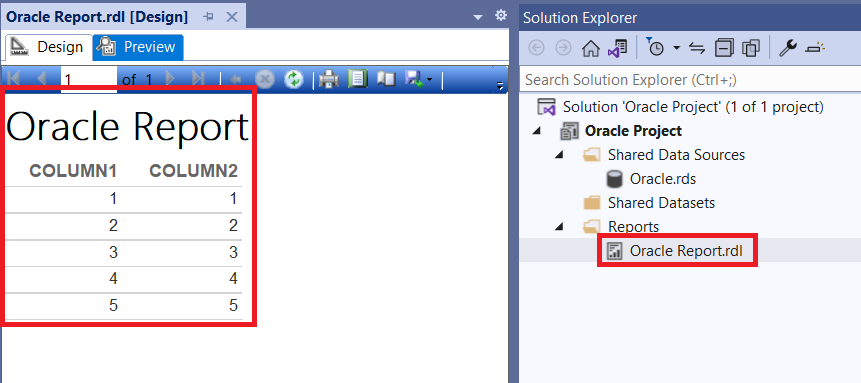 Oracle Report.rdl [Design]
Design Preview
1 of 1
Oracle Report
COLUMN1 COLUMN2
1 1
2 2
3 3
4 4
5 5
Solution Explorer
Search Solution Explorer (Ctrl+;)
Solution 'Oracle Project' (1 of 1 project)
Oracle Project
Shared Data Sources
Oracle.rds
Shared Datasets
Reports
Oracle Report.rdl